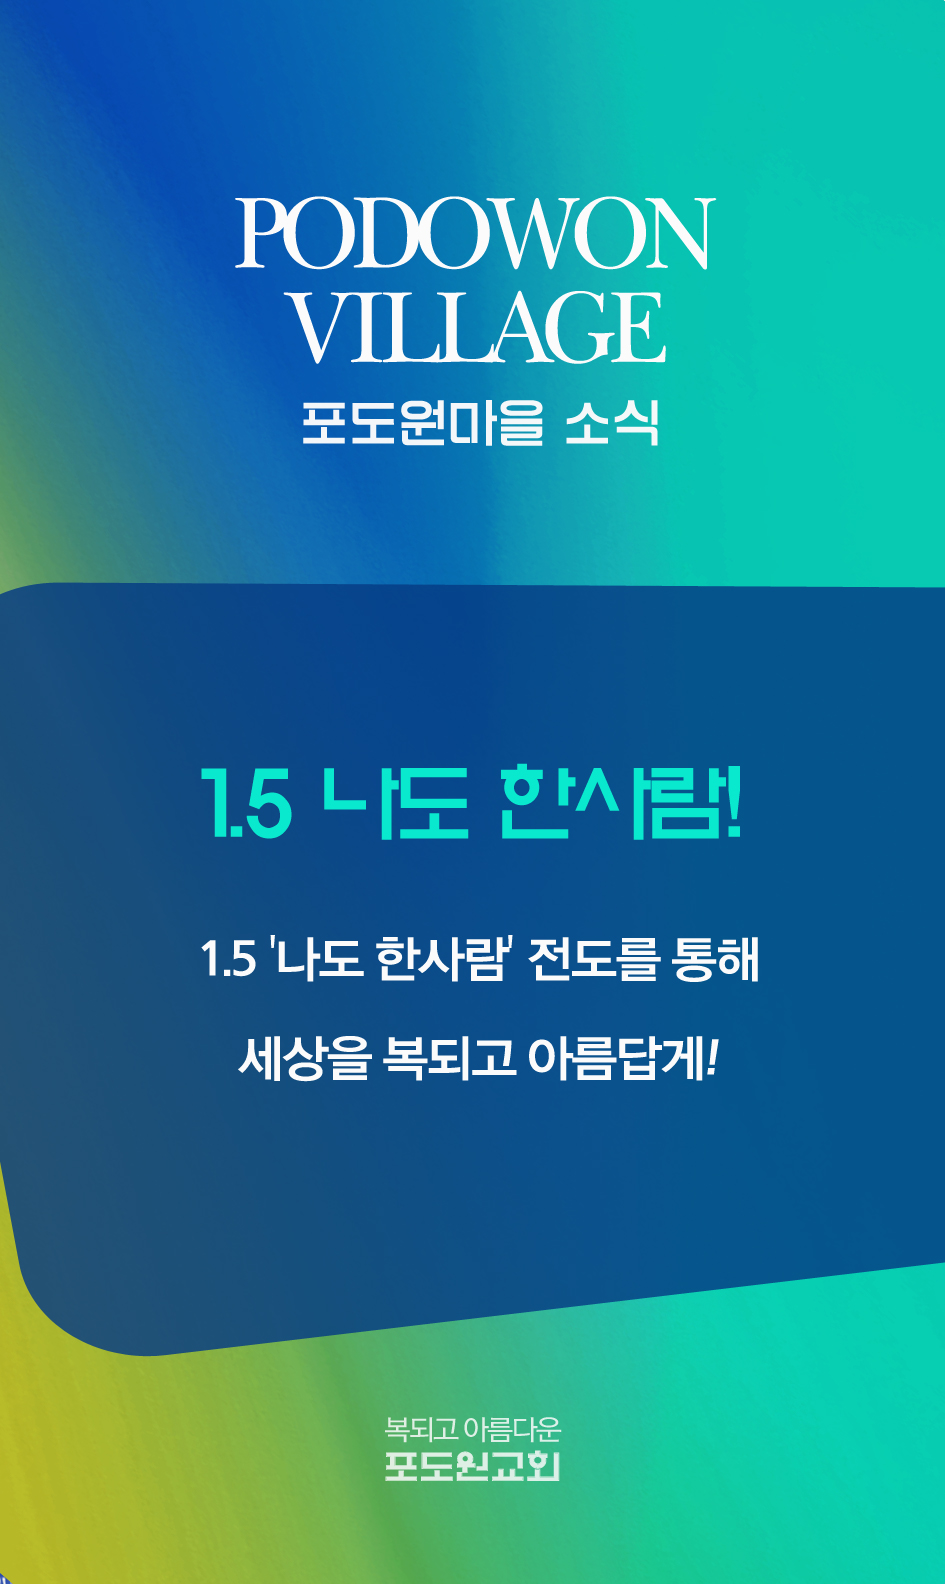 PODOWON
VILLAGE
포도원마을 소식
1.5 나도 한사람!
1.5 '나도 한사람' 전도를 통해
세상을 복되고 아름답게!
복되고 아름다운
포도원교회